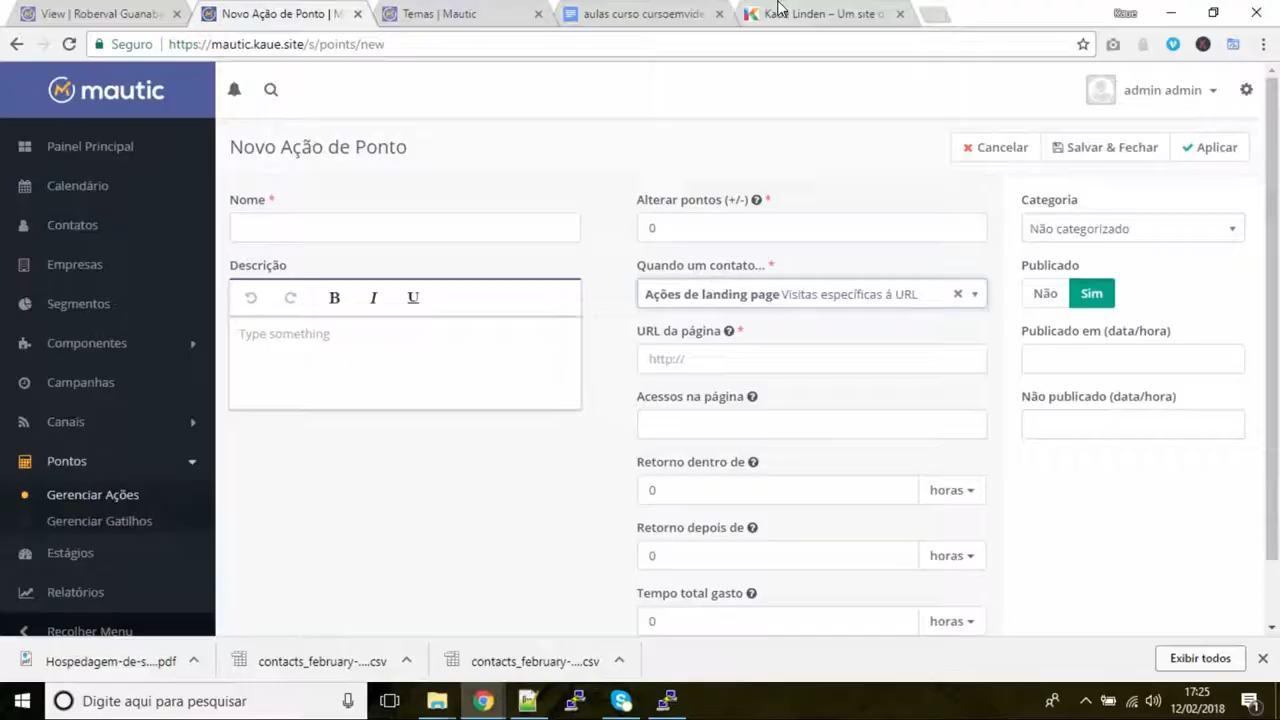 View | Roberval Guanaba
Novo Ação de Ponto | M
Temas | Mautic
aulas curso cursoemvide
Kaue Linden – Um site o
Kaue
Seguro
https://mautic.kaue.site/s/points/new
mautic
admin admin
Painel Principal
Calendário
Contatos
Empresas
Segmentos
Componentes
Campanhas
Canais
Pontos
Gerenciar Ações
Gerenciar Gatilhos
Estágios
Relatórios
Recolher Menu
Novo Ação de Ponto
Cancelar
Salvar & Fechar
Aplicar
Nome *
Descrição
B I U
Type something
Alterar pontos (+/-) *
0
Quando um contato... *
Ações de landing page Visitas específicas á URL
URL da página *
http://
Acessos na página
Retorno dentro de
0 horas
Retorno depois de
0 horas
Tempo total gasto
0 horas
Categoria
Não categorizado
Publicado
Não Sim
Publicado em (data/hora)
Não publicado (data/hora)
Hospedagem-de-s....pdf
contacts_february-....csv
contacts_february-....csv
Exibir todos
Digite aqui para pesquisar
17:25
12/02/2018
1